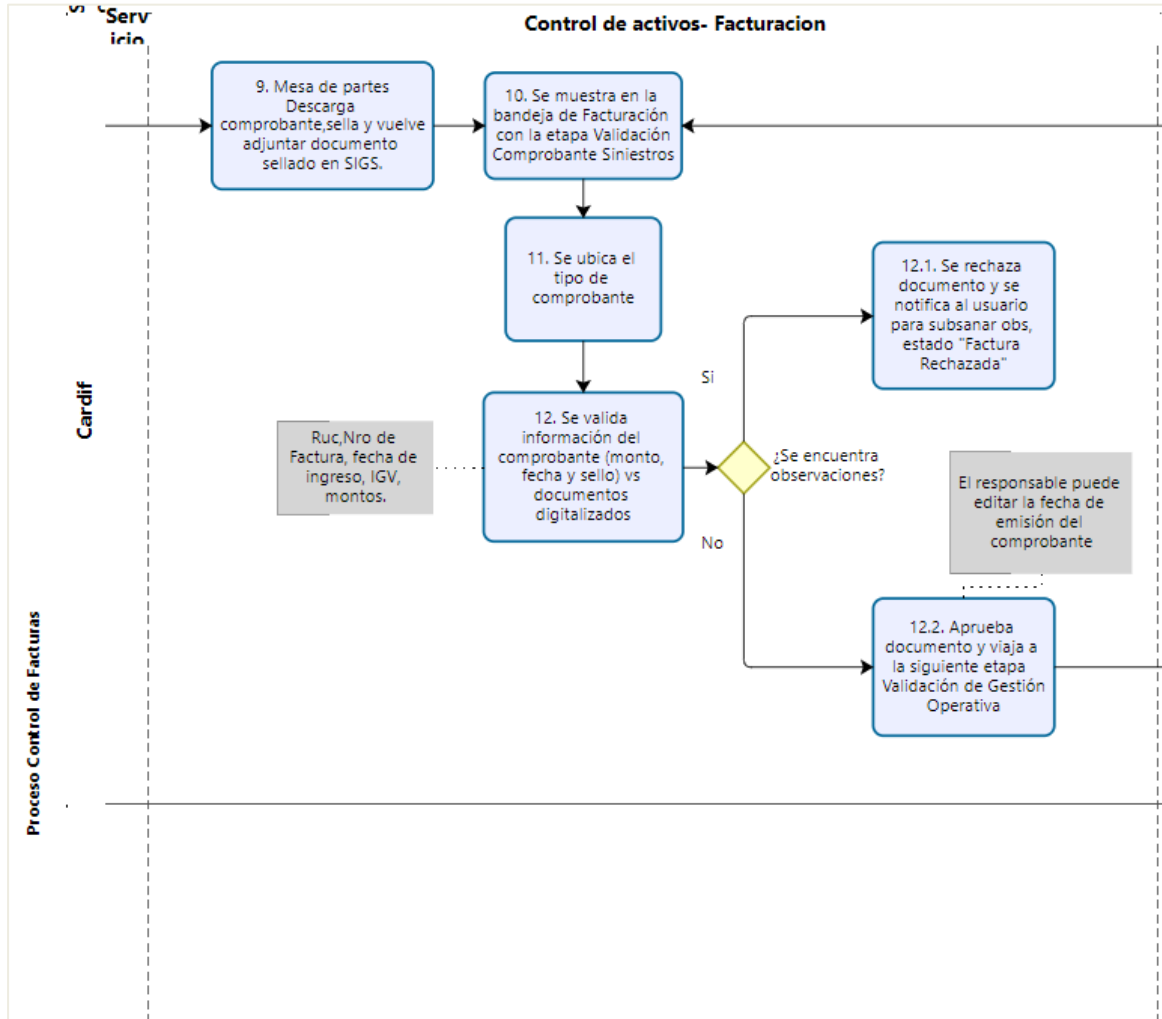 Serv
icio
Control de activos- Facturacion
9. Mesa de partes
Descarga
comprobante,sella y vuelve
adjuntar documento
sellado en SIGS.
10. Se muestra en la
bandeja de Facturación
con la etapa Validación
Comprobante Siniestros
11. Se ubica el
tipo de
comprobante
12.1. Se rechaza
documento y se
notifica al usuario
para subsanar obs,
estado "Factura
Rechazada"
Si
Cardif
Ruc,Nro de
Factura, fecha de
ingreso, IGV,
montos.
12. Se valida
información del
comprobante (monto,
fecha y sello) vs
documentos
digitalizados
¿Se encuentra
observaciones?
El responsable puede
editar la fecha de
emisión del
comprobante
No
12.2. Aprueba
documento y viaja a
la siguiente etapa
Validación de Gestión
Operativa
Proceso Control de Facturas